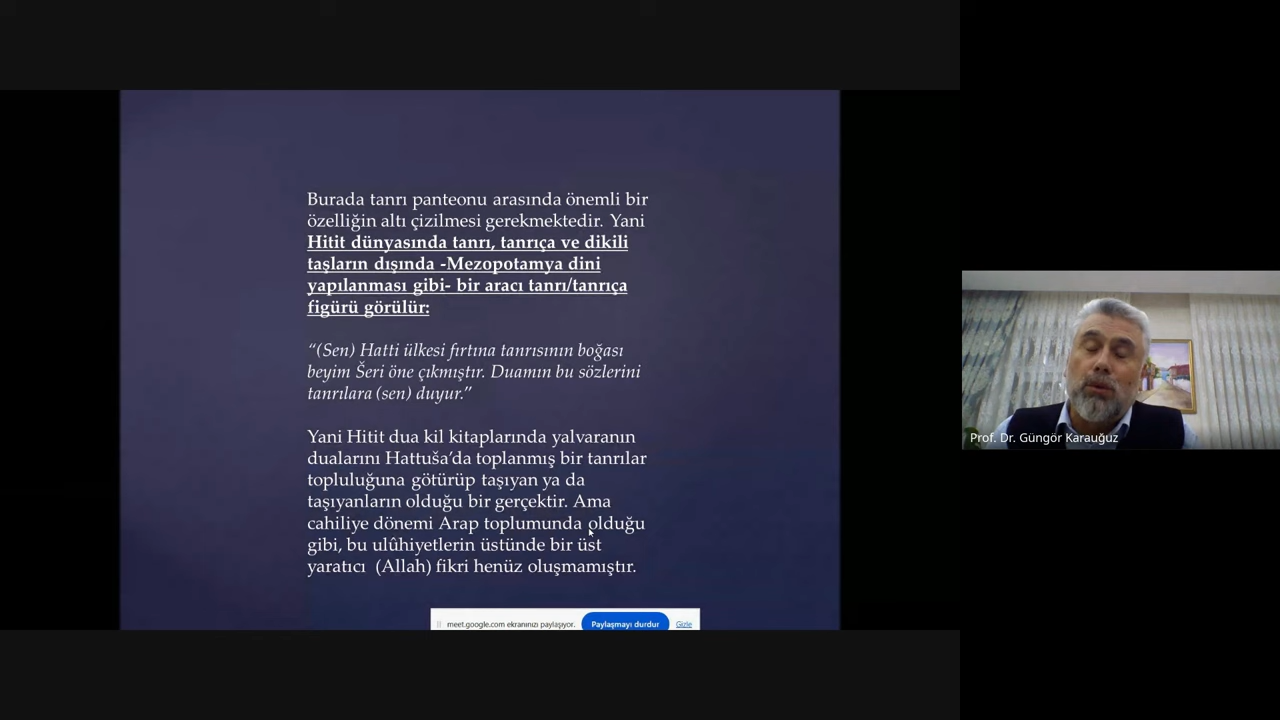 Burada tanrı panteonu arasında önemli bir
özelliğin altı çizilmesi gerekmektedir. Yani
Hitit dünyasında tanrı, tanrıça ve dikili
taşların dışında -Mezopotamya dini
yapılanması gibi- bir aracı tanrı/tanrıça
figürü görülür:
“(Sen) Hatti ülkesi fırtına tanrısının boğası
beyim Šeri öne çıkmıştır. Duamın bu sözlerini
tanrılara (sen) duyur.”
Yani Hitit dua kil kitaplarında yalvaranın
dualarını Hattuša’da toplanmış bir tanrılar
topluluğuna götürüp taşıyan ya da
taşıyanların olduğu bir gerçektir. Ama
cahiliye dönemi Arap toplumunda olduğu
gibi, bu ulûhiyetlerin üstünde bir üst
yaratıcı (Allah) fikri henüz oluşmamıştır.
meet.google.com ekranınızı paylaşıyor. Paylaşmayı durdur Gizle
Prof. Dr. Güngör Karauğuz